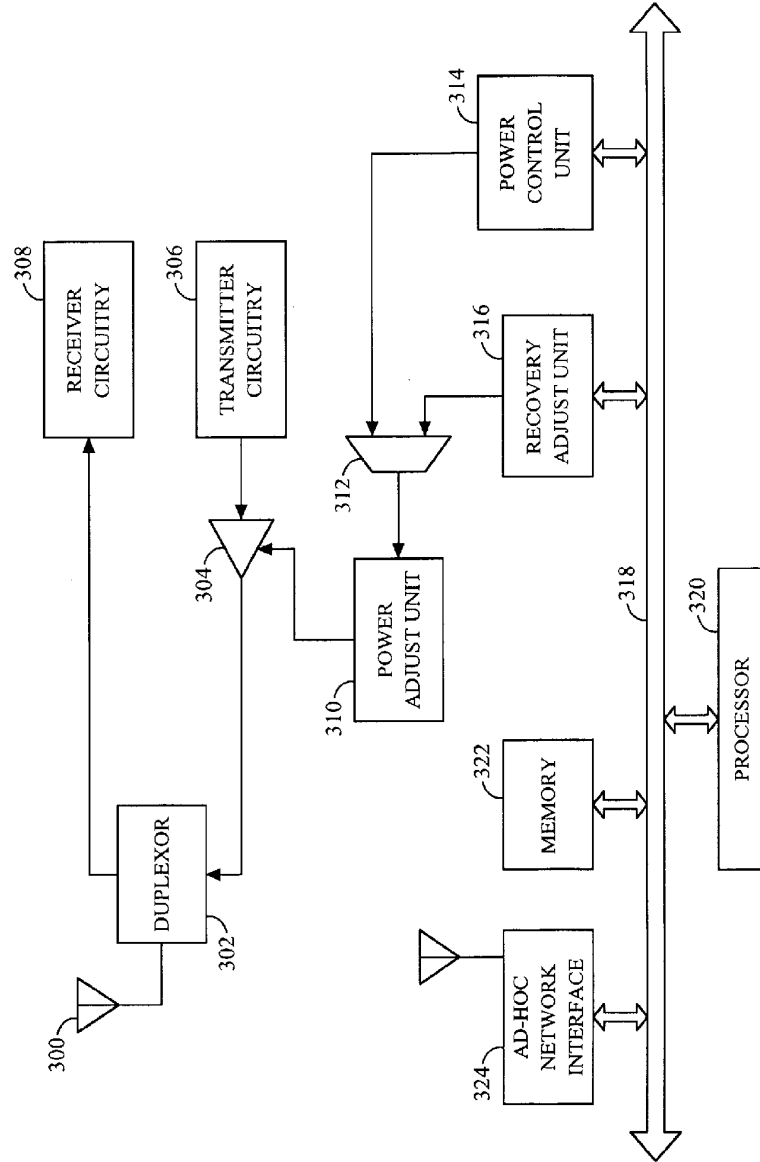 300
302
DUPLEXOR
308
RECEIVER
CIRCUITRY
304
306
TRANSMITTER
CIRCUITRY
310
POWER
ADJUST UNIT
312
314
POWER
CONTROL
UNIT
324
AD-HOC
NETWORK
INTERFACE
322
MEMORY
316
RECOVERY
ADJUST UNIT
318
320
PROCESSOR